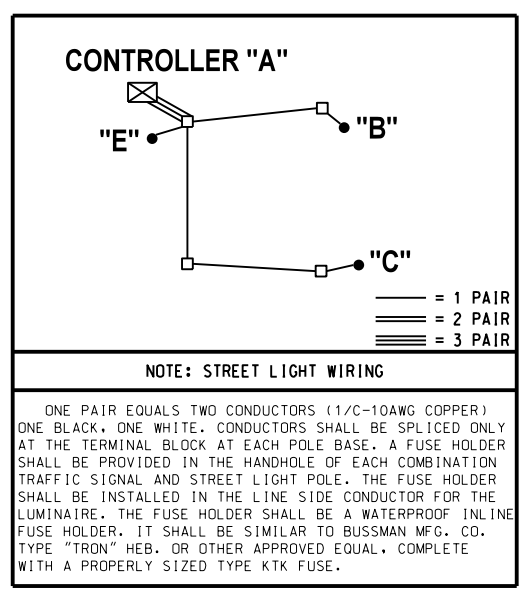 CONTROLLER "A"
"B"
"E"
"C"
= 1 PAIR
= 2 PAIR
= 3 PAIR
NOTE: STREET LIGHT WIRING
ONE PAIR EQUALS TWO CONDUCTORS (1/C-10AWG COPPER)
ONE BLACK, ONE WHITE. CONDUCTORS SHALL BE SPLICED ONLY
AT THE TERMINAL BLOCK AT EACH POLE BASE. A FUSE HOLDER
SHALL BE PROVIDED IN THE HANDHOLE OF EACH COMBINATION
TRAFFIC SIGNAL AND STREET LIGHT POLE. THE FUSE HOLDER
SHALL BE INSTALLED IN THE LINE SIDE CONDUCTOR FOR THE
LUMINAIRE. THE FUSE HOLDER SHALL BE A WATERPROOF INLINE
FUSE HOLDER. IT SHALL BE SIMILAR TO BUSSMAN MFG. CO.
TYPE "TRON" HEB. OR OTHER APPROVED EQUAL, COMPLETE
WITH A PROPERLY SIZED TYPE KTK FUSE.